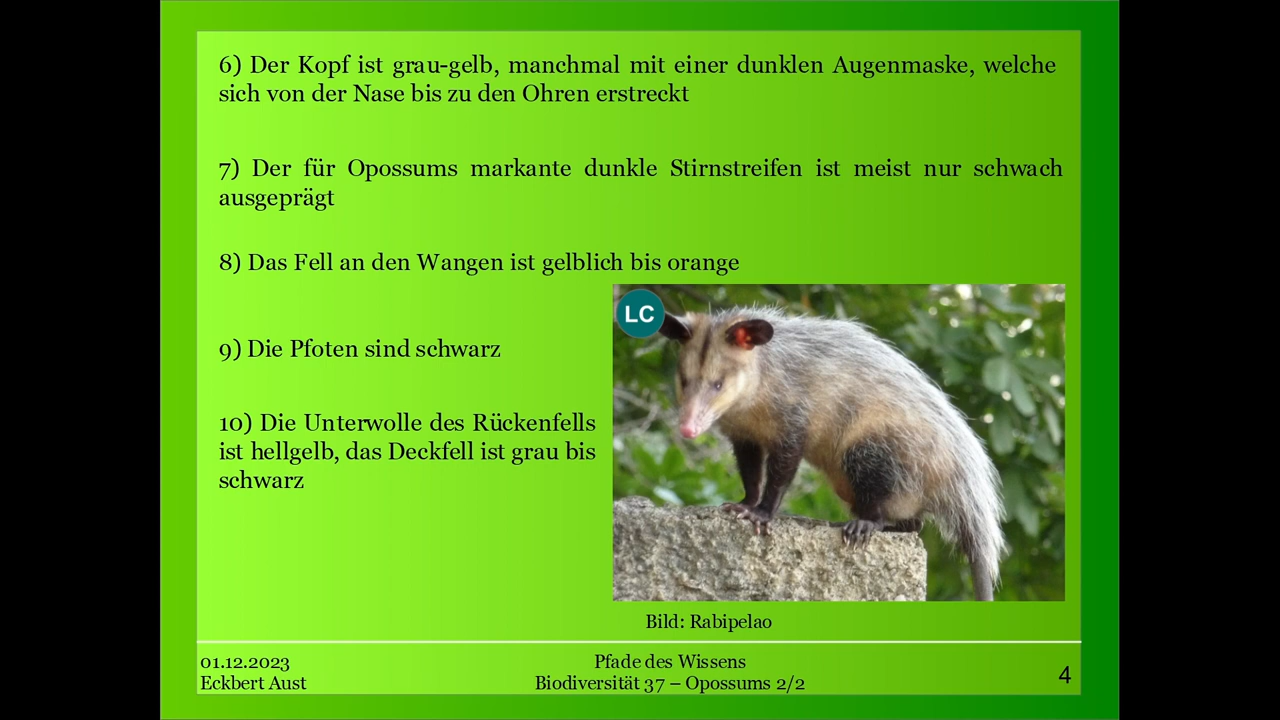 6) Der Kopf ist grau-gelb, manchmal mit einer dunklen Augenmaske, welche
sich von der Nase bis zu den Ohren erstreckt
7) Der für Opossums markante dunkle Stirnstreifen ist meist nur schwach
ausgeprägt
8) Das Fell an den Wangen ist gelblich bis orange
LC
9) Die Pfoten sind schwarz
10) Die Unterwolle des Rückenfells
ist hellgelb, das Deckfell ist grau bis
schwarz
Bild: Rabipelao
01.12.2023
Eckbert Aust
Pfade des Wissens
Biodiversität 37 – Opossums 2/2
4